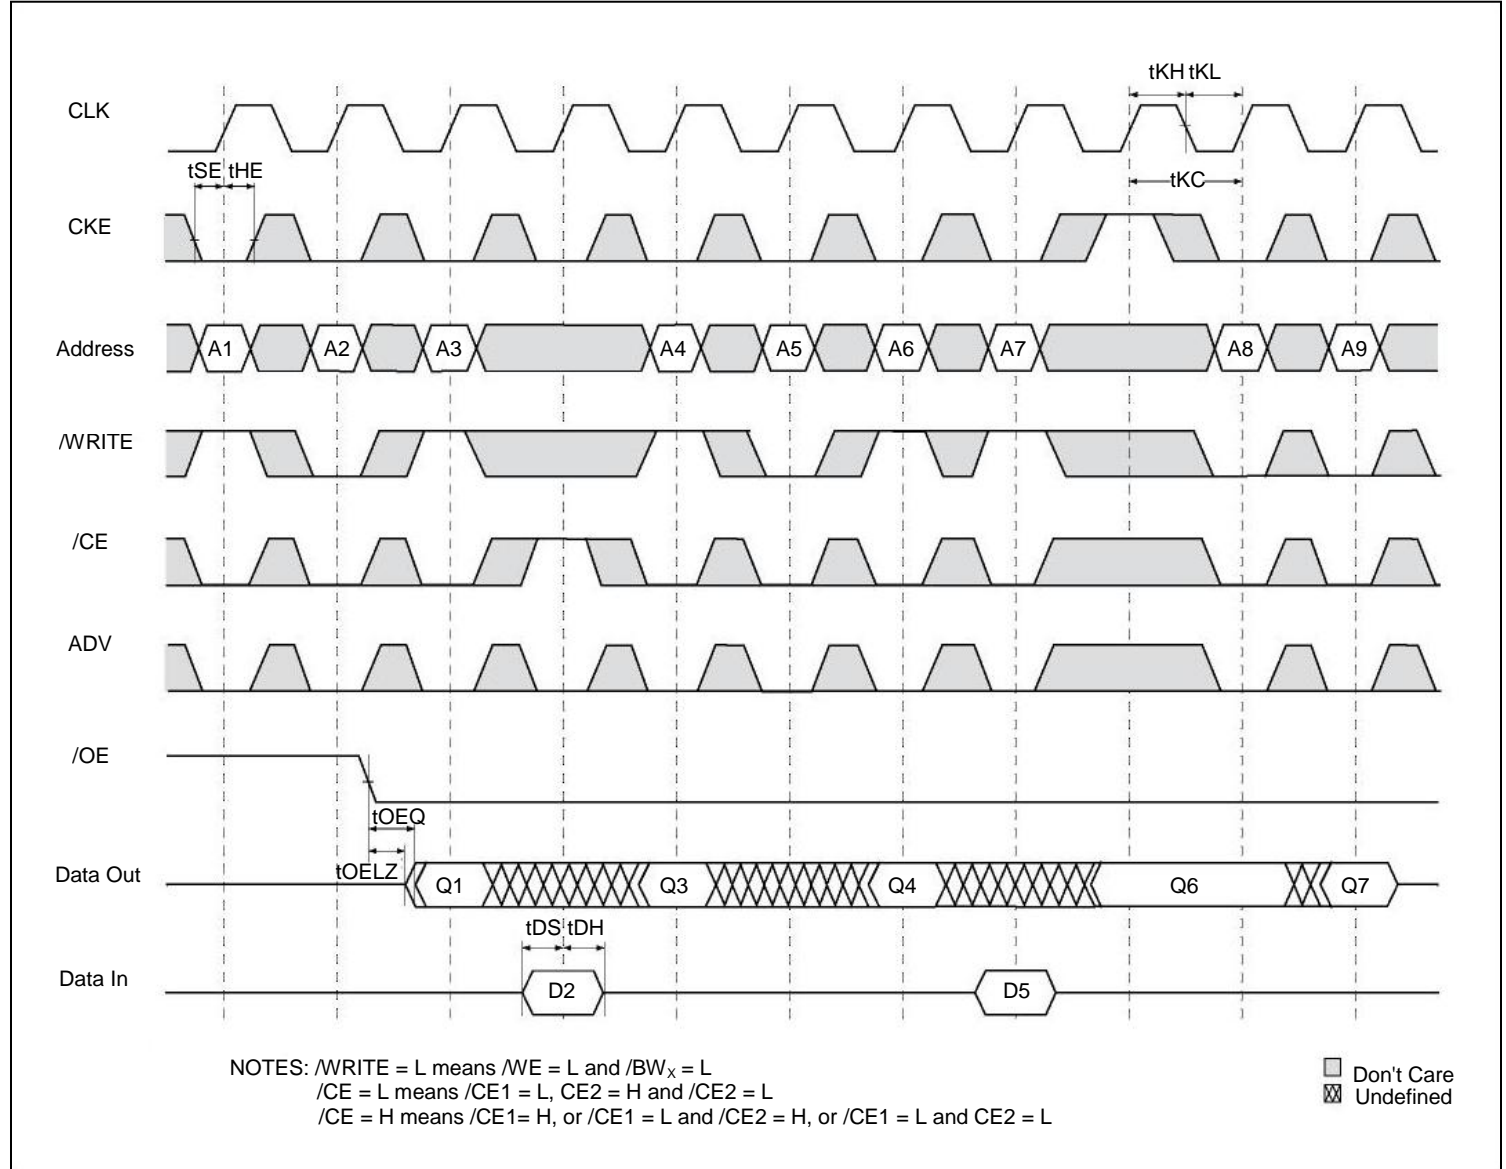 tKH tKL
CLK
tSE tHE
tKC
CKE
Address A1 A2 A3 A4 A5 A6 A7 A8 A9
/WRITE
/CE
ADV
/OE
tOEQ
tOELZ
Data Out Q1 Q3 Q4 Q6 Q7
tDS tDH
Data In D2 D5
NOTES: /WRITE = L means /WE = L and /BWX = L
/CE = L means /CE1 = L, CE2 = H and /CE2 = L
/CE = H means /CE1= H, or /CE1 = L and /CE2 = H, or /CE1 = L and CE2 = L
Don't Care
Undefined